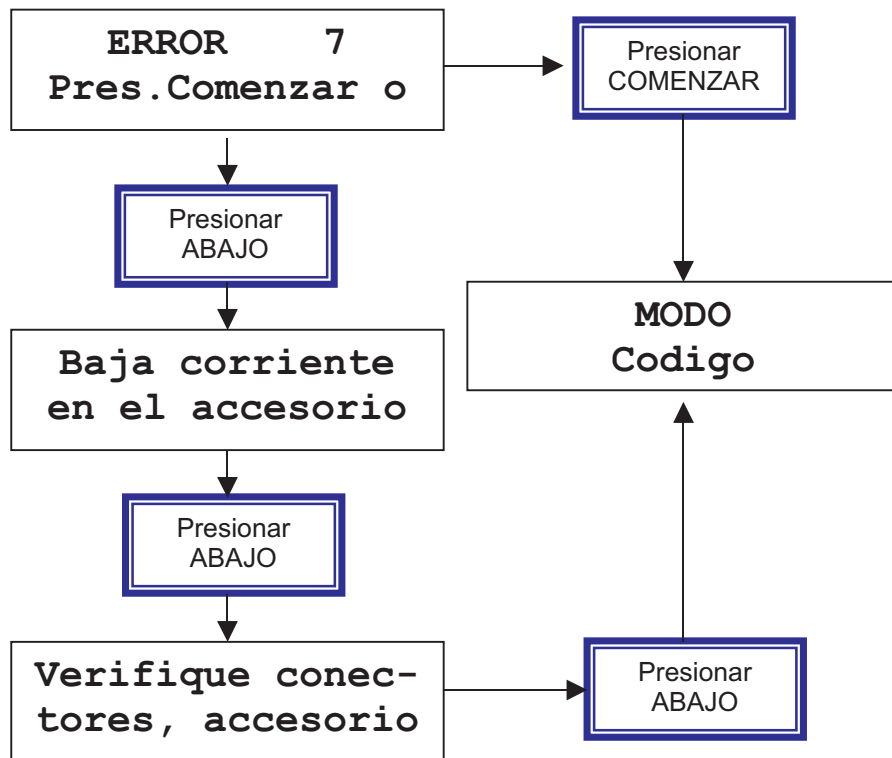 ERROR 7
Pres.Comenzar o
Presionar
COMENZAR
Presionar
ABAJO
Baja corriente
en el accesorio
MODO
Codigo
Presionar
ABAJO
Verifique conec-
tores, accesorio
Presionar
ABAJO